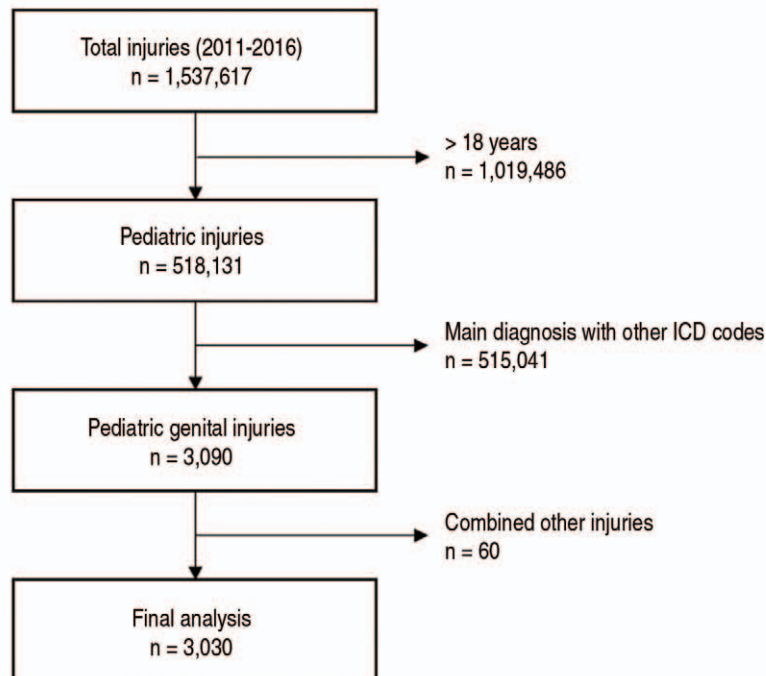 Total injuries (2011-2016)
n = 1,537,617
> 18 years
n = 1,019,486
Pediatric injuries
n = 518,131
Main diagnosis with other ICD codes
n = 515,041
Pediatric genital injuries
n = 3,090
Combined other injuries
n = 60
Final analysis
n = 3,030